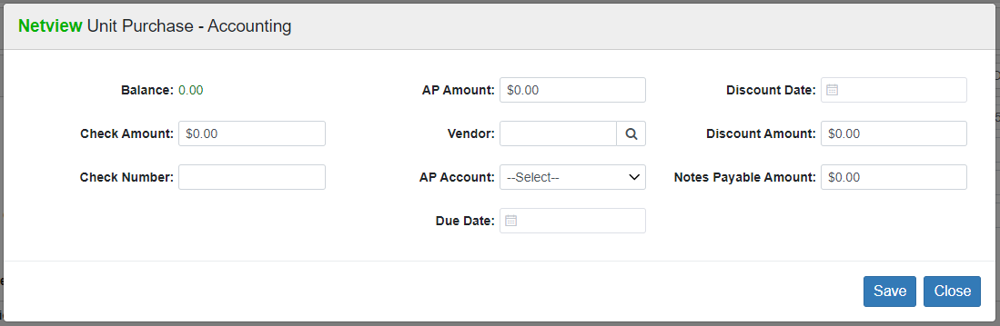 Netview Unit Purchase - Accounting
Balance: 0.00
AP Amount: $0.00
Discount Date:
Check Amount: $0.00
Vendor:
Discount Amount: $0.00
Check Number:
AP Account: --Select--
Notes Payable Amount: $0.00
Due Date:
Save Close